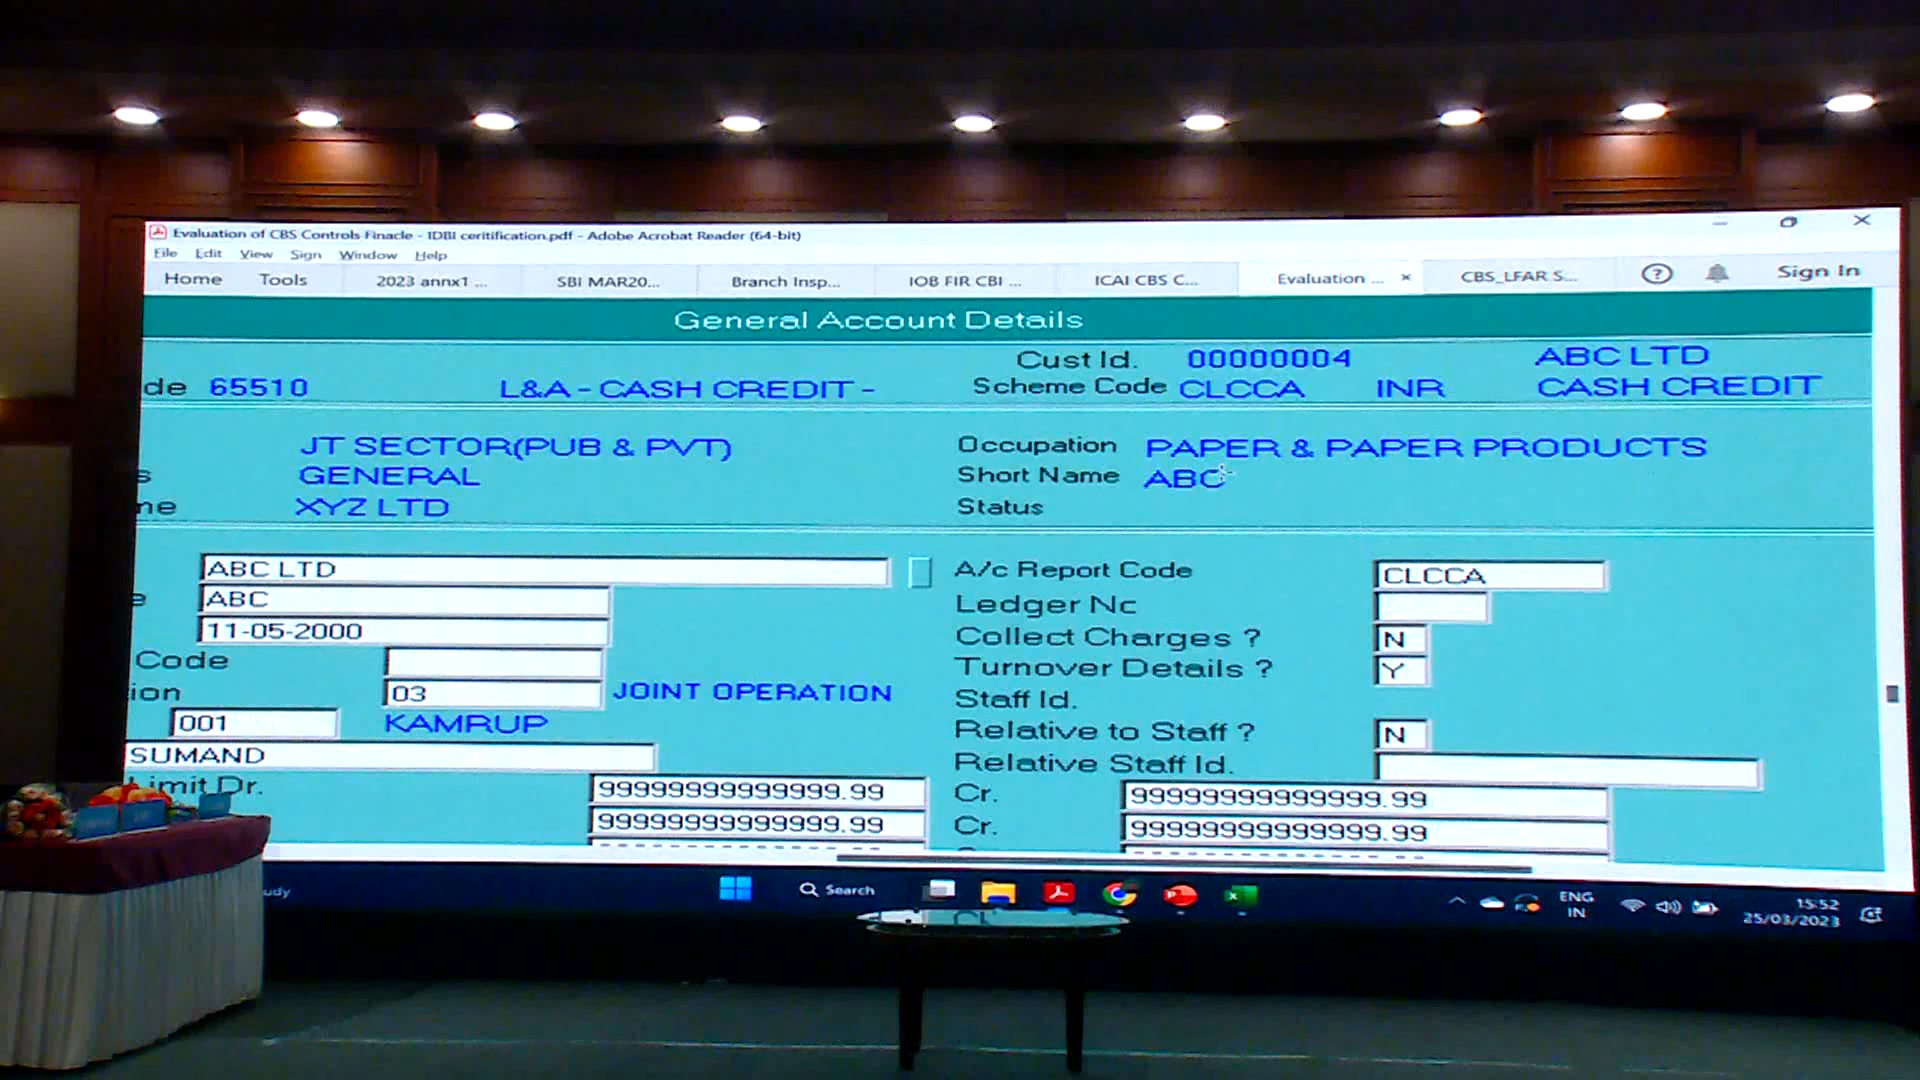 Evaluation of CBS Controls Finacle - IDBI ceritification.pdf - Adobe Acrobat Reader (64-bit)
File Edit View Sign Window Help
Home Tools 2023 annx1 ... SBI MAR20... Branch Insp... IOB FIR CBI ... ICAI CBS C... Evaluation ... × CBS_LFAR S... ? Sign In
General Account Details
Cust Id. 00000004 ABC LTD
de 65510 L&A - CASH CREDIT - Scheme Code CLCCA INR CASH CREDIT
JT SECTOR(PUB & PVT) Occupation PAPER & PAPER PRODUCTS
s GENERAL Short Name ABC
ne XYZ LTD Status
ABC LTD A/c Report Code CLCCA
e ABC Ledger Nc
11-05-2000 Collect Charges ? N
Code Turnover Details ? Y
ion 03 JOINT OPERATION Staff Id.
001 KAMRUP Relative to Staff ? N
SUMAND Relative Staff Id.
Limit Dr. 99999999999999.99 Cr. 99999999999999.99
99999999999999.99 Cr. 99999999999999.99
udy Search ENG IN 15:52 25/03/2023